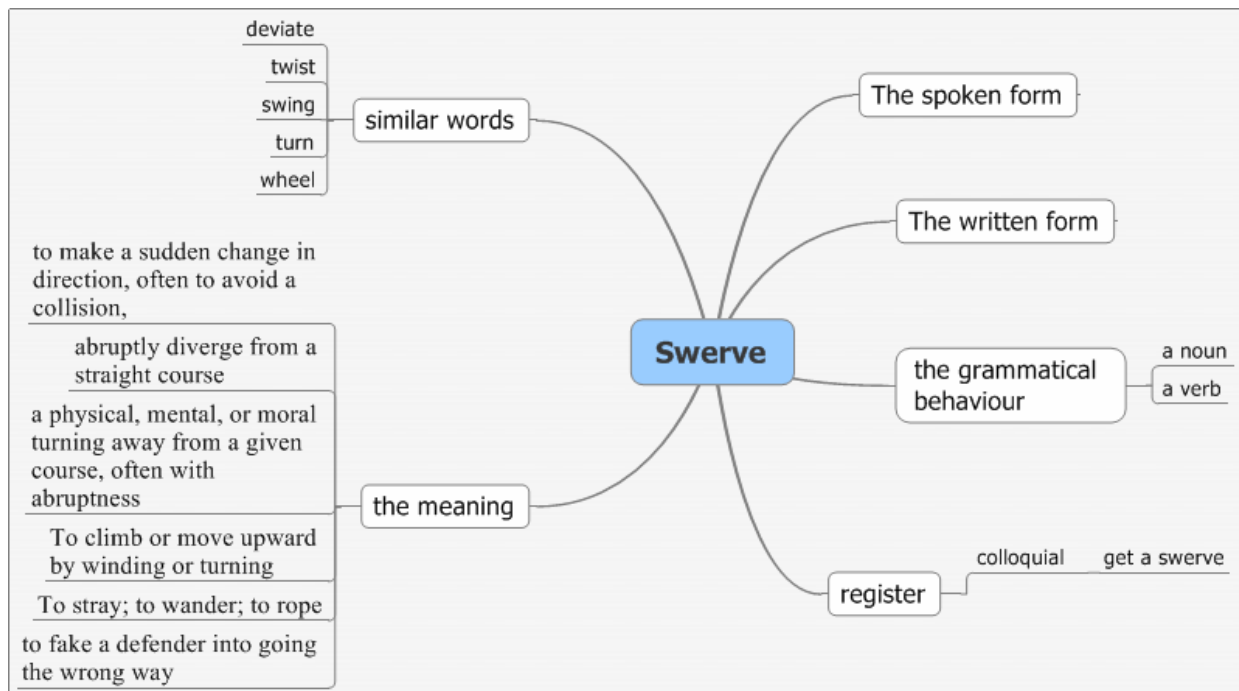 deviate
twist
swing
turn
wheel
similar words
to make a sudden change in
direction, often to avoid a
collision,
abruptly diverge from a
straight course
a physical, mental, or moral
turning away from a given
course, often with
abruptness
To climb or move upward
by winding or turning
To stray; to wander; to rope
to fake a defender into going
the wrong way
the meaning
Swerve
The spoken form
The written form
the grammatical
behaviour
a noun
a verb
register
colloquial
get a swerve